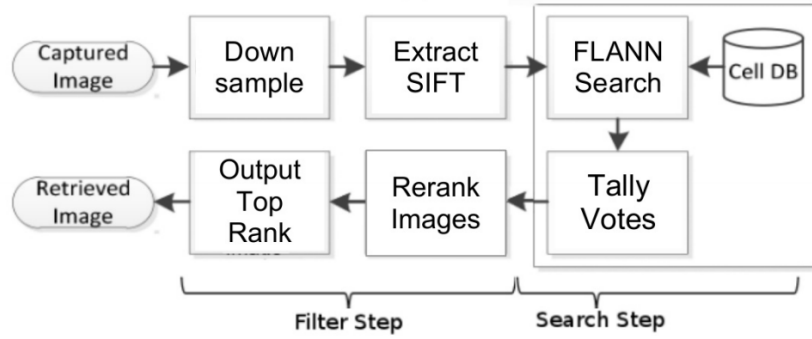 Captured
Image
Down
sample
Extract
SIFT
FLANN
Search
Cell DB
Retrieved
Image
Output
Top
Rank
Rerank
Images
Tally
Votes
Filter Step
Search Step